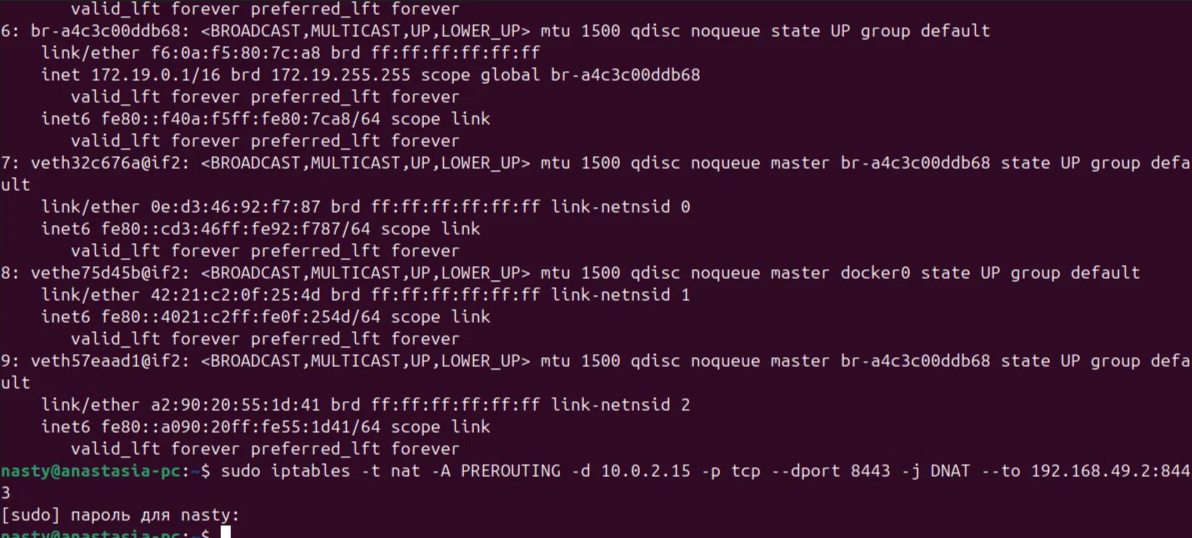 valid_lft forever preferred_lft forever
6: br-a4c3c00ddb68: <BROADCAST,MULTICAST,UP,LOWER_UP> mtu 1500 qdisc noqueue state UP group default
link/ether f6:0a:f5:80:7c:a8 brd ff:ff:ff:ff:ff:ff
inet 172.19.0.1/16 brd 172.19.255.255 scope global br-a4c3c00ddb68
valid_lft forever preferred_lft forever
inet6 fe80::f40a:f5ff:fe80:7ca8/64 scope link
valid_lft forever preferred_lft forever
7: veth32c676a@if2: <BROADCAST,MULTICAST,UP,LOWER_UP> mtu 1500 qdisc noqueue master br-a4c3c00ddb68 state UP group defa
ult
link/ether 0e:d3:46:92:f7:87 brd ff:ff:ff:ff:ff:ff link-netnsid 0
inet6 fe80::cd3:46ff:fe92:f787/64 scope link
valid_lft forever preferred_lft forever
8: vethe75d45b@if2: <BROADCAST,MULTICAST,UP,LOWER_UP> mtu 1500 qdisc noqueue master docker0 state UP group default
link/ether 42:21:c2:0f:25:4d brd ff:ff:ff:ff:ff:ff link-netnsid 1
inet6 fe80::4021:c2ff:fe0f:254d/64 scope link
valid_lft forever preferred_lft forever
9: veth57eaad1@if2: <BROADCAST,MULTICAST,UP,LOWER_UP> mtu 1500 qdisc noqueue master br-a4c3c00ddb68 state UP group defa
ult
link/ether a2:90:20:55:1d:41 brd ff:ff:ff:ff:ff:ff link-netnsid 2
inet6 fe80::a090:20ff:fe55:1d41/64 scope link
valid_lft forever preferred_lft forever
nasty@anastasia-pc:~$ sudo iptables -t nat -A PREROUTING -d 10.0.2.15 -p tcp --dport 8443 -j DNAT --to 192.168.49.2:844
3
[sudo] пароль для nasty:
nasty@anastasia-pc:~$